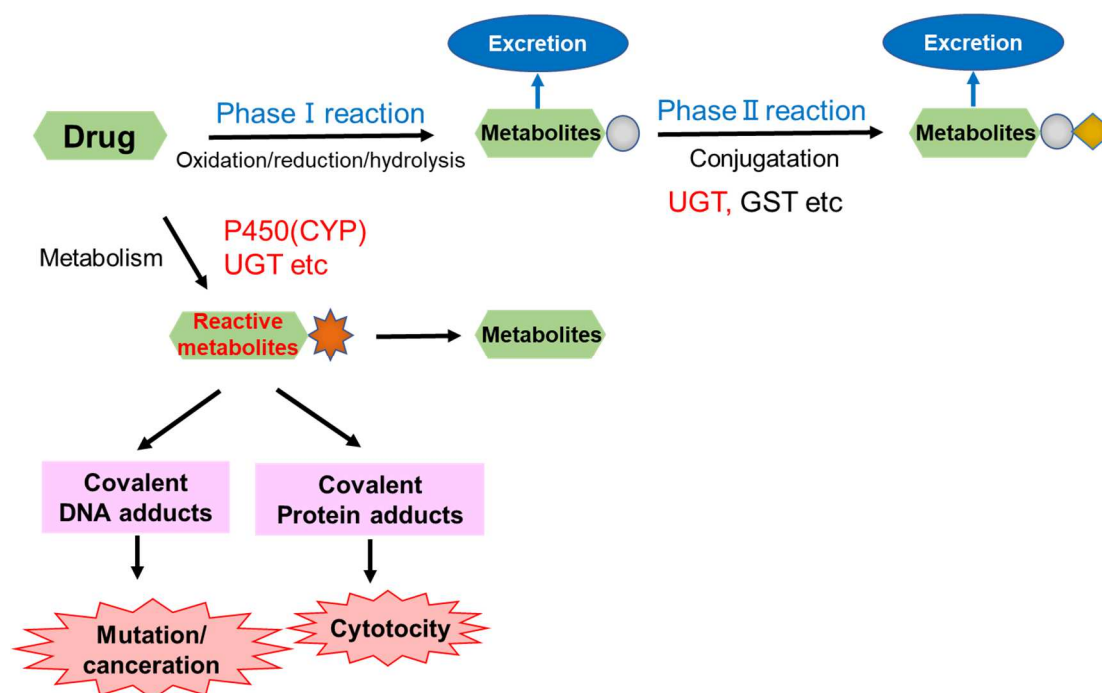 Excretion
Excretion
Drug
Phase Ⅰ reaction
Oxidation/reduction/hydrolysis
Metabolites
Phase Ⅱ reaction
Conjugatation
UGT, GST etc
Metabolites
Metabolism
P450(CYP)
UGT etc
Reactive
metabolites
Metabolites
Covalent
DNA adducts
Covalent
Protein adducts
Mutation/
canceration
Cytotocity